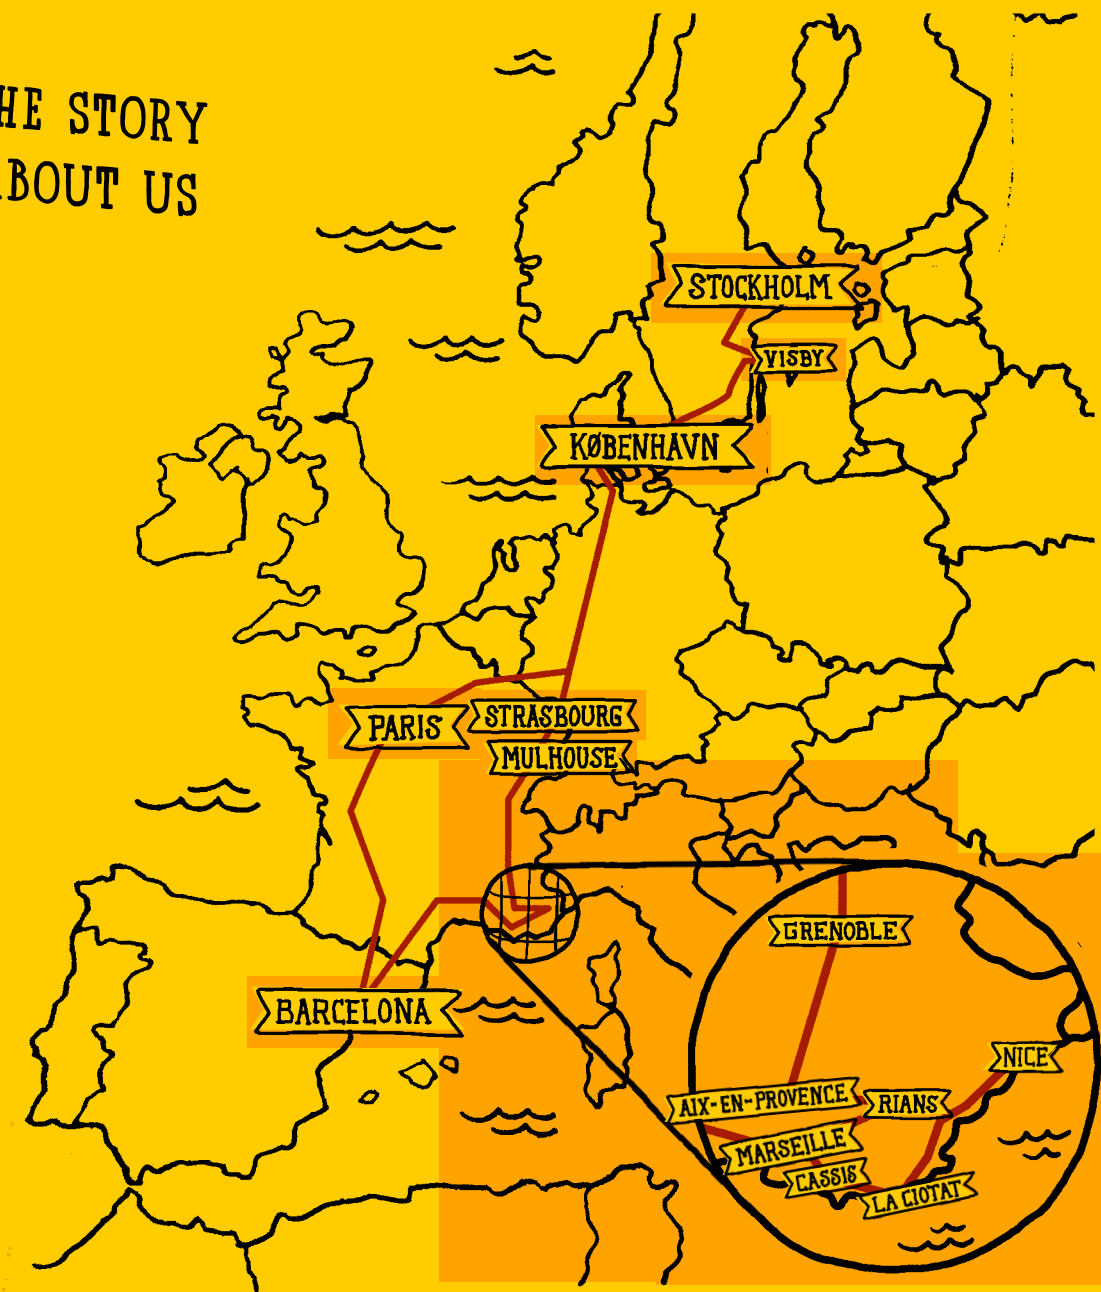 HE STORY
ABOUT US
STOCKHOLM
VISBY
KØBENHAVN
PARIS
STRASBOURG
MULHOUSE
BARCELONA
GRENOBLE
NICE
AIX-EN-PROVENCE
RIANS
MARSEILLE
CASSIS
LA CIOTAT